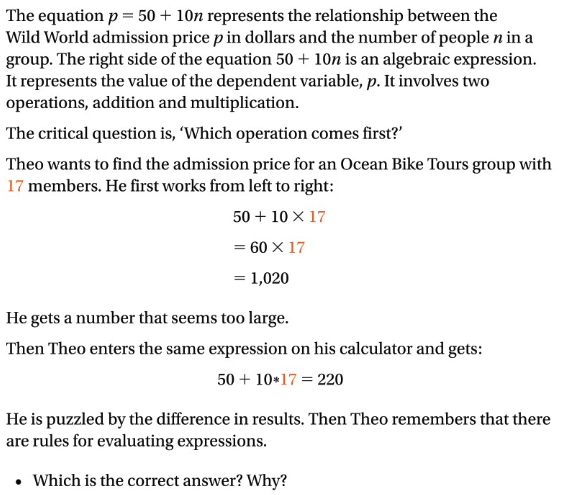 The equation p = 50 + 10n represents the relationship between the
Wild World admission price p in dollars and the number of people n in a
group. The right side of the equation 50 + 10n is an algebraic expression.
It represents the value of the dependent variable, p. It involves two
operations, addition and multiplication.
The critical question is, ‘Which operation comes first?’
Theo wants to find the admission price for an Ocean Bike Tours group with
17 members. He first works from left to right:
50 + 10 × 17
= 60 × 17
= 1,020
He gets a number that seems too large.
Then Theo enters the same expression on his calculator and gets:
50 + 10*17 = 220
He is puzzled by the difference in results. Then Theo remembers that there
are rules for evaluating expressions.
• Which is the correct answer? Why?